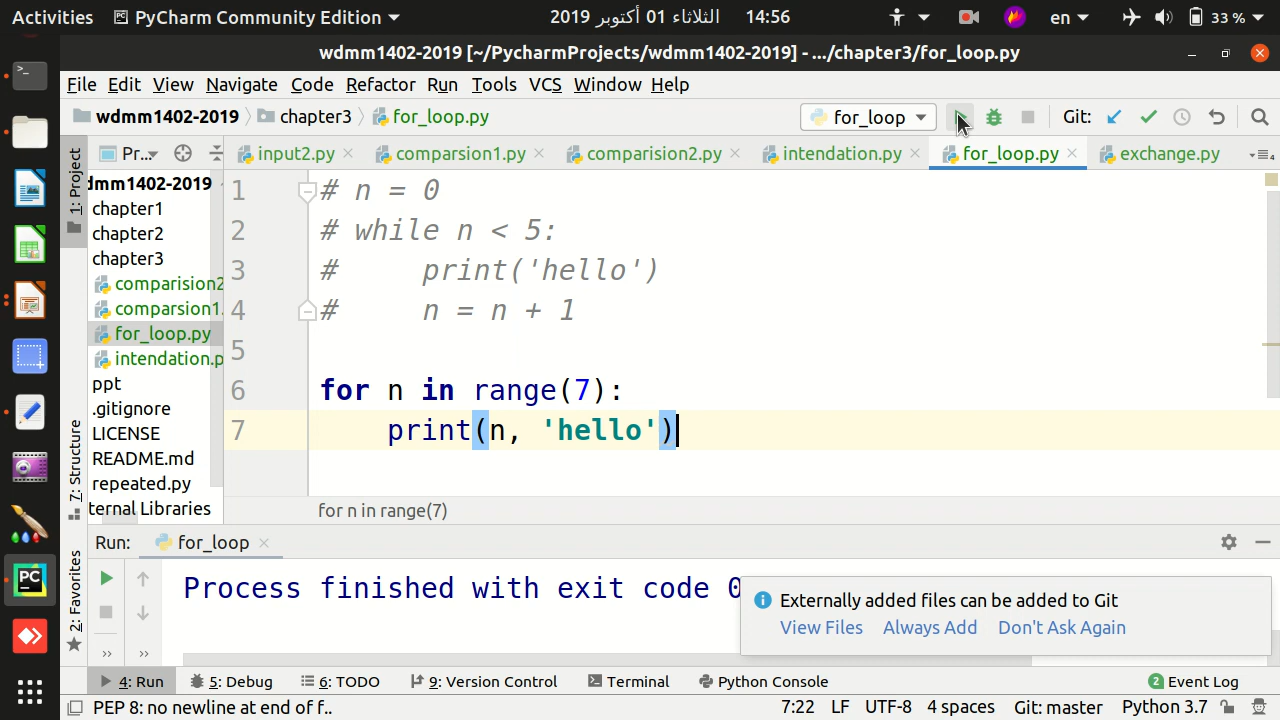 Activities PyCharm Community Edition الثلاثاء 01 أكتوبر 2019 14:56 en 33 %
wdmm1402-2019 [~/PycharmProjects/wdmm1402-2019] - .../chapter3/for_loop.py
File Edit View Navigate Code Refactor Run Tools VCS Window Help
wdmm1402-2019 chapter3 for_loop.py for_loop Git:
1: Project
Pr... input2.py comparsion1.py comparision2.py intendation.py for_loop.py exchange.py 4
dmm1402-2019
chapter1
chapter2
chapter3
comparision2
comparsion1.
for_loop.py
intendation.p
ppt
.gitignore
LICENSE
README.md
repeated.py
ternal Libraries
1 # n = 0
2 # while n < 5:
3 #     print('hello')
4 #     n = n + 1
5
6 for n in range(7):
7     print(n, 'hello')
for n in range(7)
7: Structure
2: Favorites
Run: for_loop
Process finished with exit code 0
Externally added files can be added to Git
View Files Always Add Don't Ask Again
4: Run 5: Debug 6: TODO 9: Version Control Terminal Python Console 2 Event Log
PEP 8: no newline at end of f.. 7:22 LF UTF-8 4 spaces Git: master Python 3.7